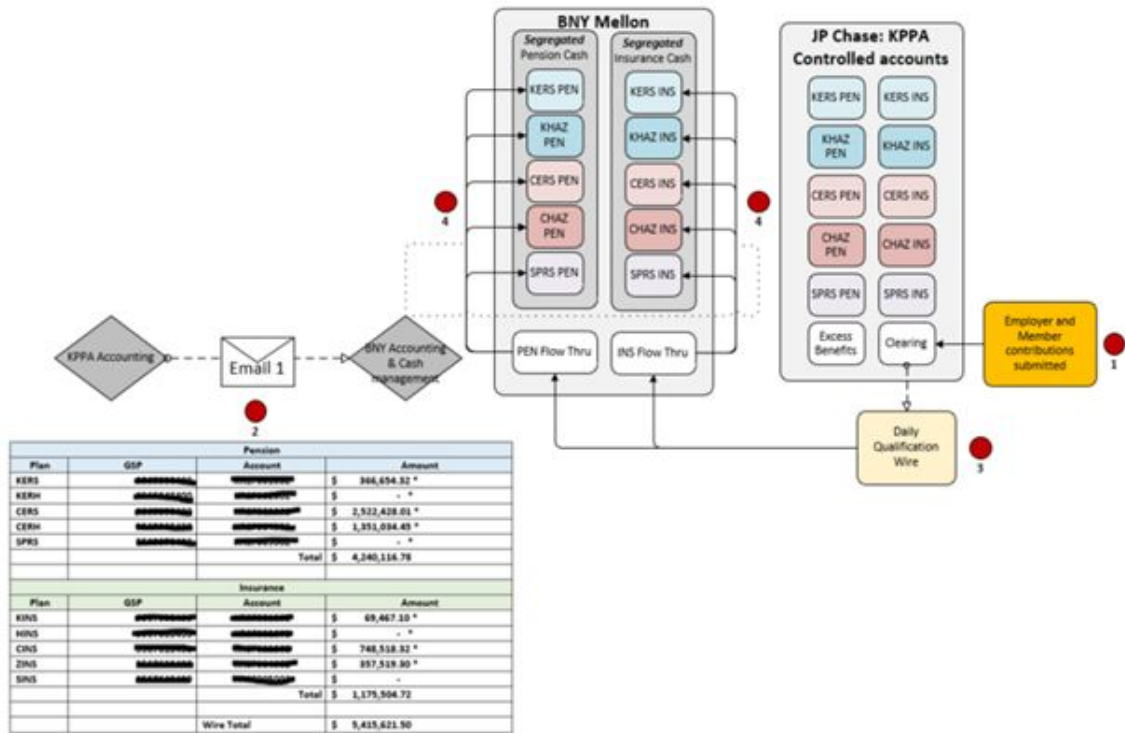 BNY Mellon
Segregated
Pension Cash
KERS PEN
KHAZ
PEN
CERS PEN
CHAZ
PEN
SPRS PEN
PEN Flow Thru
Segregated
Insurance Cash
KERS INS
KHAZ INS
CERS INS
CHAZ INS
SPRS INS
INS Flow Thru
4
4
JP Chase: KPPA
Controlled accounts
KERS PEN
KERS INS
KHAZ
PEN
KHAZ INS
CERS PEN
CERS INS
CHAZ
PEN
CHAZ INS
SPRS PEN
SPRS INS
Excess
Benefits
Clearing
Employer and
Member
contributions
submitted
1
Daily
Qualification
Wire
3
KPPA Accounting
Email 1
2
BNY Accounting
& Cash
management
Pension
Plan GSP Account Amount
KERS $ 366,654.32 *
KERH $ - *
CERS $ 2,522,428.01 *
CERH $ 1,351,034.45 *
SPRS $ - *
Total $ 4,240,116.78
Insurance
Plan GSP Account Amount
KINS $ 69,467.10 *
HINS $ - *
CINS $ 748,518.32 *
ZINS $ 357,519.30 *
SINS $ -
Total $ 1,175,504.72
Wire Total $ 5,415,621.50